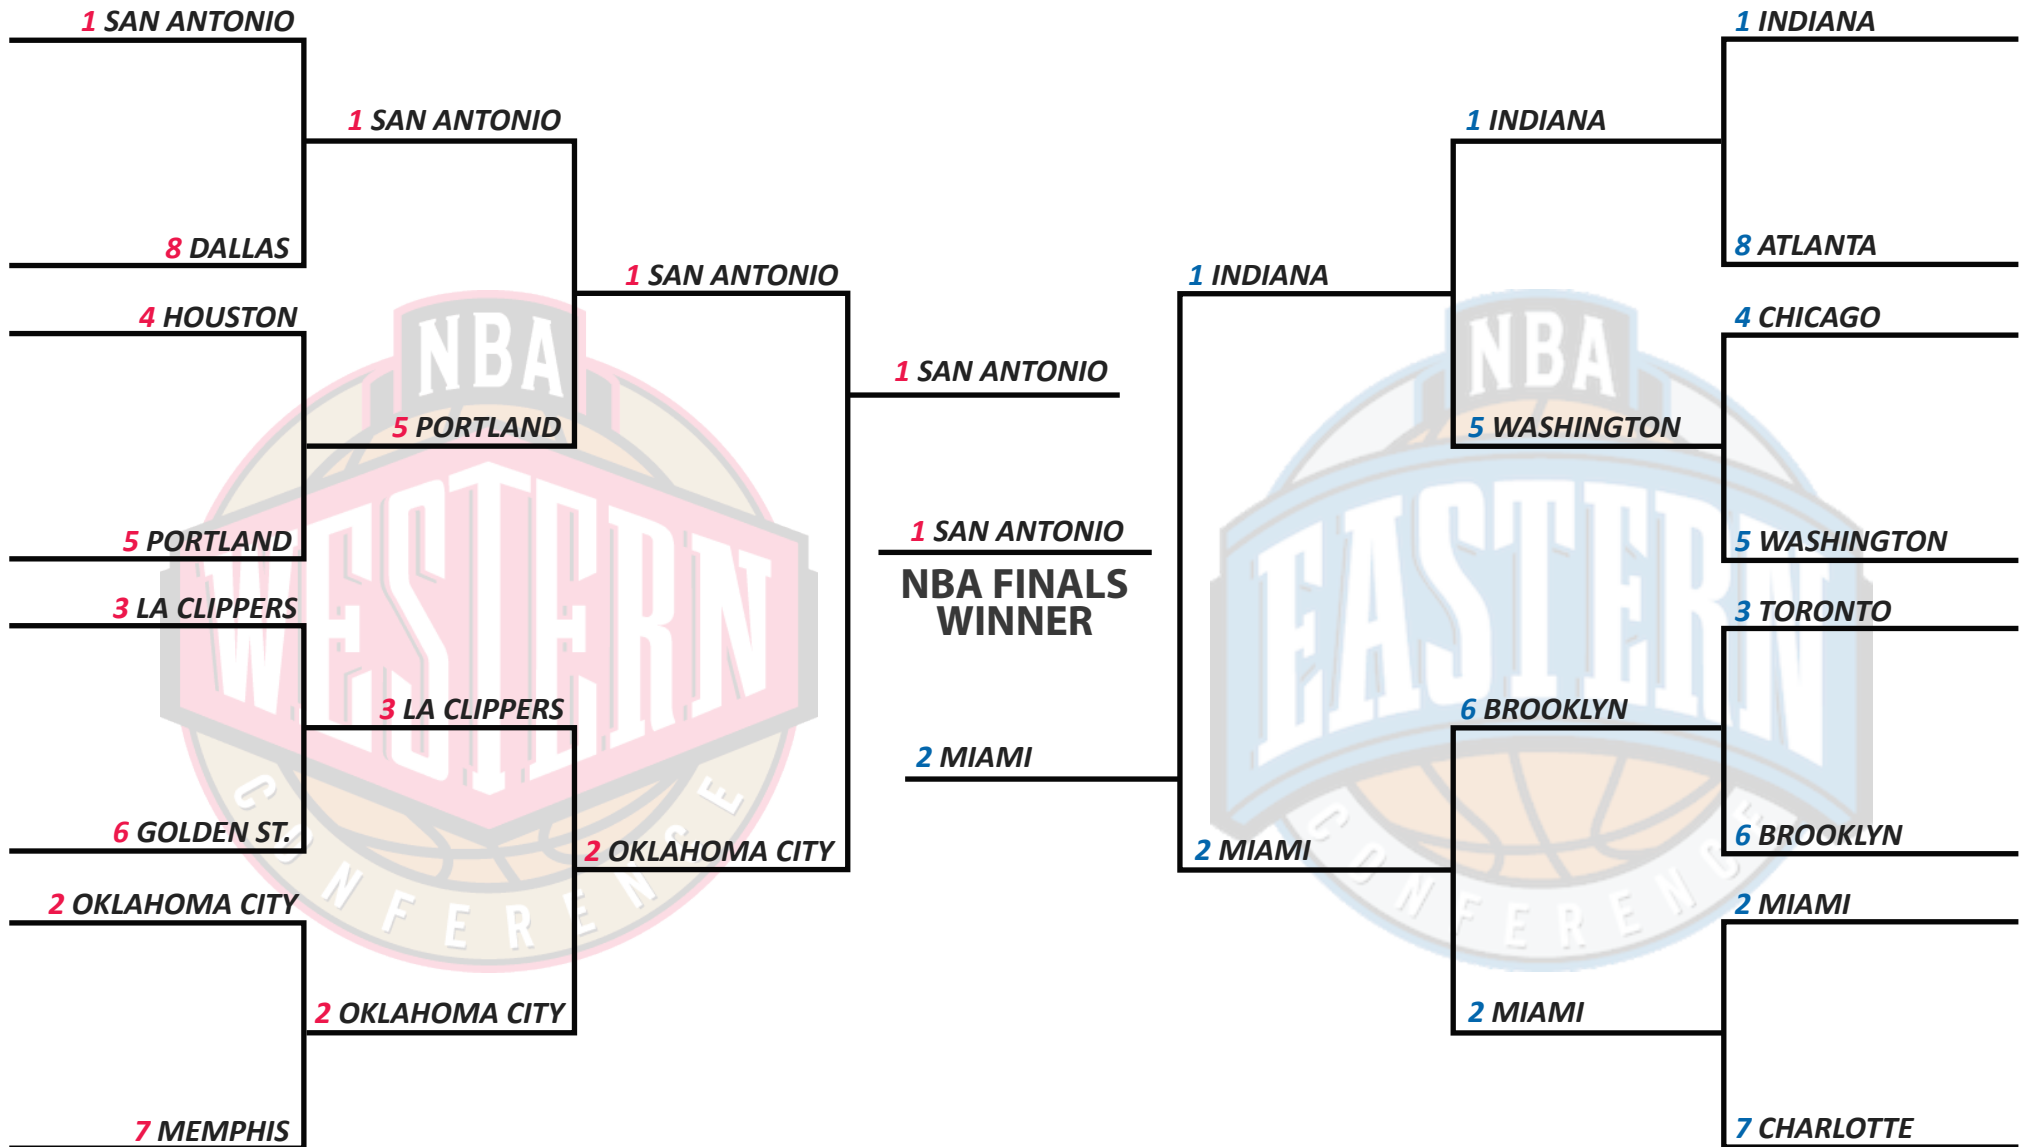 1 SAN ANTONIO
8 DALLAS
4 HOUSTON
5 PORTLAND
3 LA CLIPPERS
6 GOLDEN ST.
2 OKLAHOMA CITY
7 MEMPHIS
1 SAN ANTONIO
5 PORTLAND
3 LA CLIPPERS
2 OKLAHOMA CITY
1 SAN ANTONIO
2 OKLAHOMA CITY
1 SAN ANTONIO
1 SAN ANTONIO
NBA FINALS
WINNER
2 MIAMI
1 INDIANA
2 MIAMI
1 INDIANA
5 WASHINGTON
6 BROOKLYN
2 MIAMI
1 INDIANA
8 ATLANTA
4 CHICAGO
5 WASHINGTON
3 TORONTO
6 BROOKLYN
2 MIAMI
7 CHARLOTTE
NBA
WESTERN
CONFERENCE
NBA
EASTERN
CONFERENCE